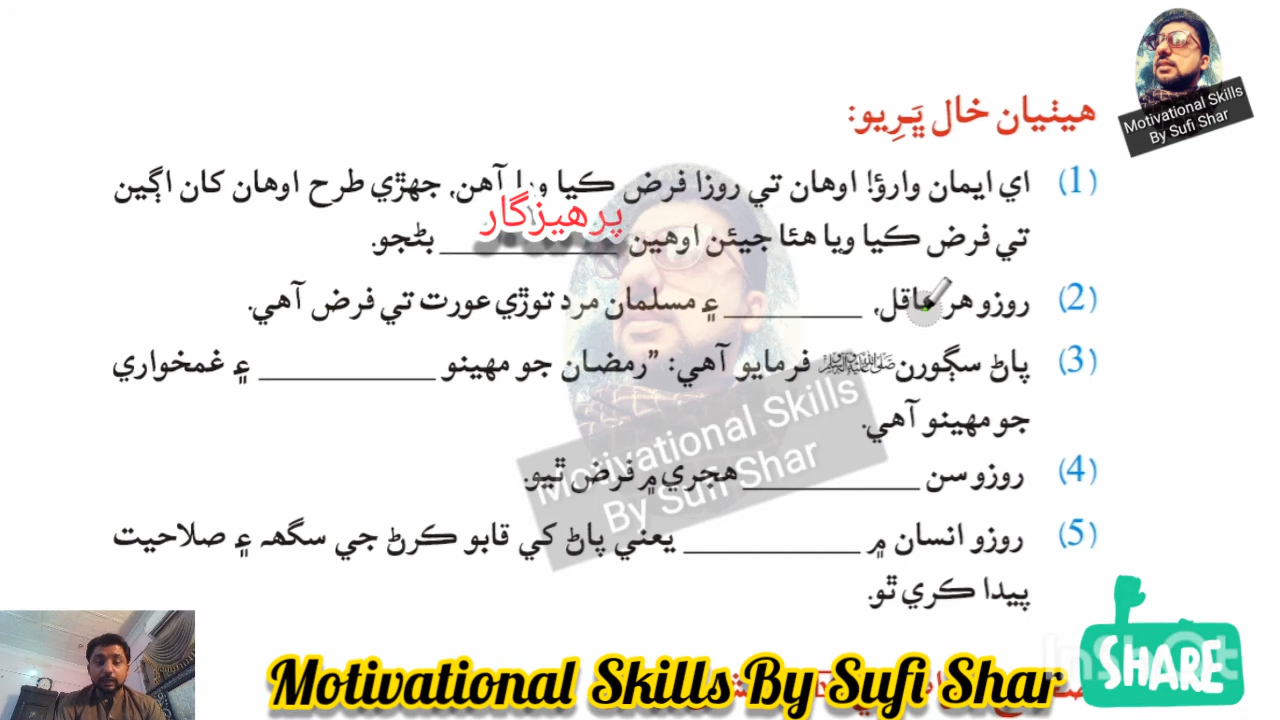 Motivational Skills
By Sufi Shar
هيٺيان خال ڀَرِيو:
(1) اي ايمان وارؤ! اوهان تي روزا فرض ڪيا ويا آهن، جهڙي طرح اوهان کان اڳين
تي فرض ڪيا ويا هئا جيئن اوهين پرهيزگار بڻجو.
(2) روزو هر عاقل، ________ ۽ مسلمان مرد توڙي عورت تي فرض آهي.
(3) پاڻ سڳورن ﷺ فرمايو آهي: ”رمضان جو مهينو ________ ۽ غمخواري
جو مهينو آهي.
(4) روزو سن ________ هجري ۾ فرض ٿيو.
(5) روزو انسان ۾ ________ يعني پاڻ کي قابو ڪرڻ جي سگهہ ۽ صلاحيت
پيدا ڪري ٿو.
Motivational Skills
By Sufi Shar
SHARE
Motivational Skills By Sufi Shar